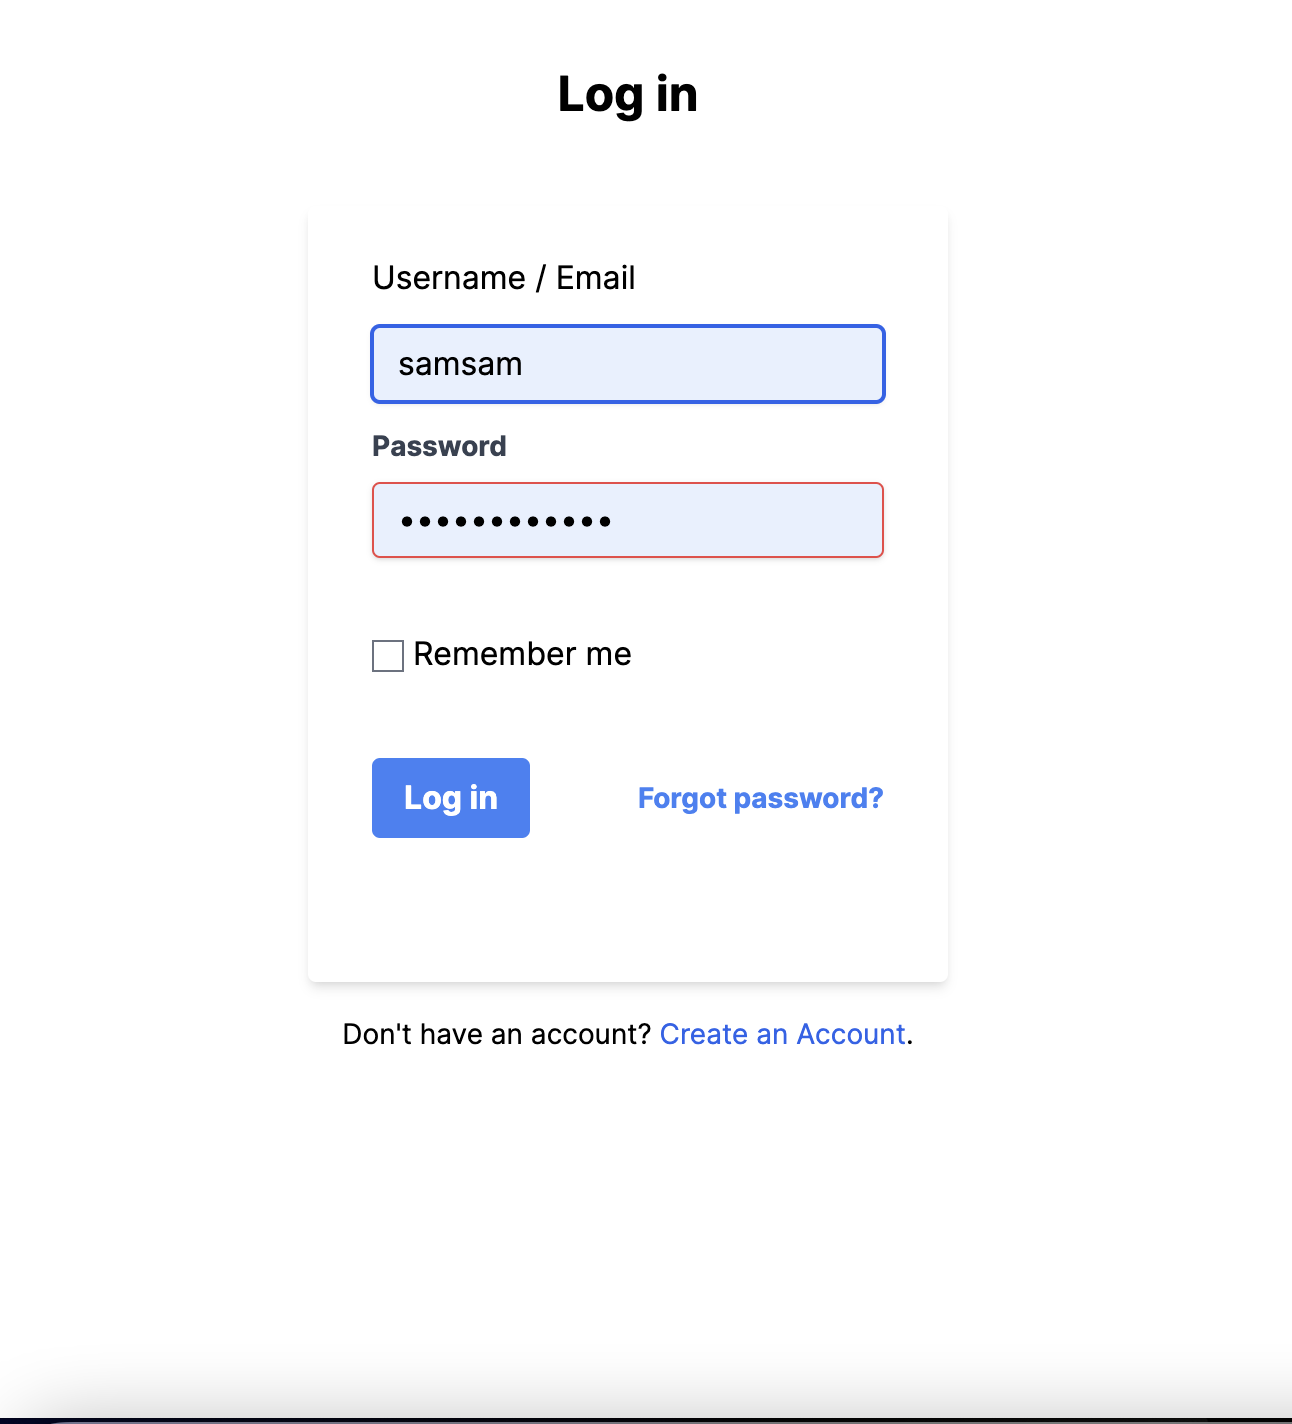 Log in
Username / Email
samsam
Password
••••••••••••
Remember me
Log in
Forgot password?
Don't have an account? Create an Account.